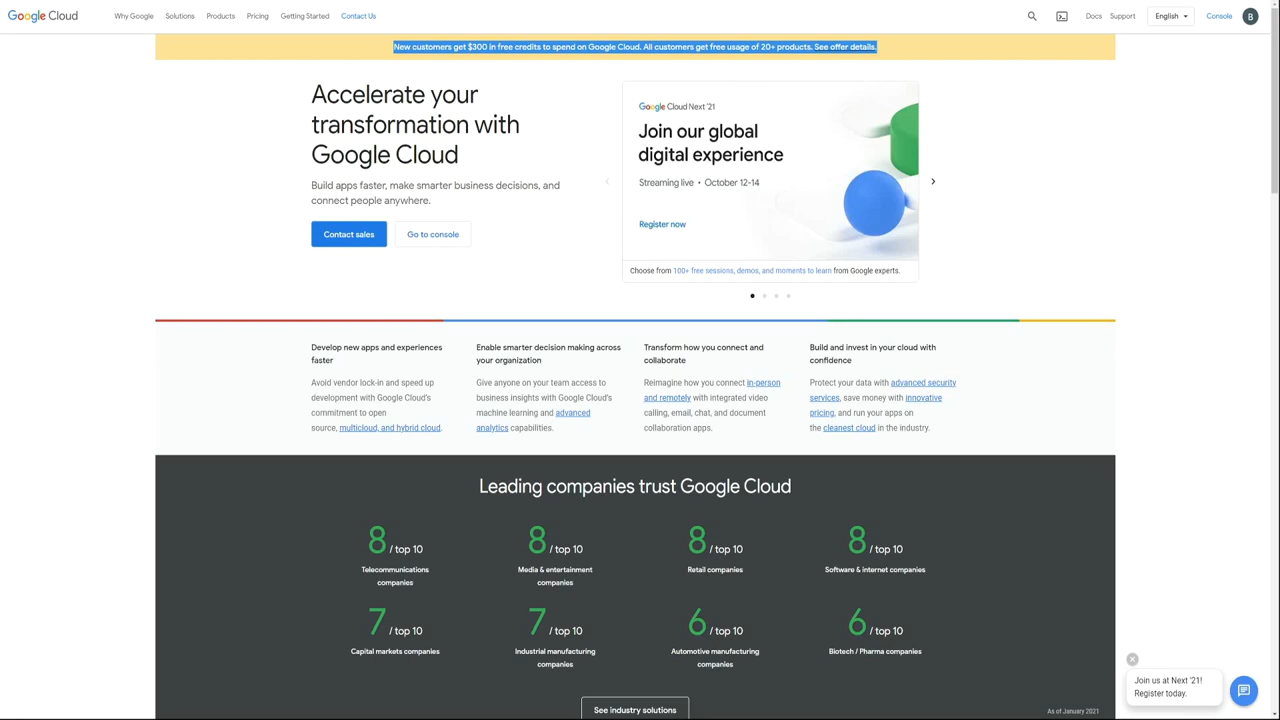 Google Cloud
Why Google Solutions Products Pricing Getting Started Contact Us
Docs Support English Console B
New customers get $300 in free credits to spend on Google Cloud. All customers get free usage of 20+ products. See offer details.
Accelerate your
transformation with
Google Cloud
Build apps faster, make smarter business decisions, and
connect people anywhere.
Contact sales Go to console
Google Cloud Next '21
Join our global
digital experience
Streaming live • October 12-14
Register now
Choose from 100+ free sessions, demos, and moments to learn from Google experts.
Develop new apps and experiences
faster
Avoid vendor lock-in and speed up
development with Google Cloud's
commitment to open
source, multicloud, and hybrid cloud.
Enable smarter decision making across
your organization
Give anyone on your team access to
business insights with Google Cloud's
machine learning and advanced
analytics capabilities.
Transform how you connect and
collaborate
Reimagine how you connect in-person
and remotely with integrated video
calling, email, chat, and document
collaboration apps.
Build and invest in your cloud with
confidence
Protect your data with advanced security
services, save money with innovative
pricing, and run your apps on
the cleanest cloud in the industry.
Leading companies trust Google Cloud
8 / top 10
Telecommunications
companies
8 / top 10
Media & entertainment
companies
8 / top 10
Retail companies
8 / top 10
Software & internet companies
7 / top 10
Capital markets companies
7 / top 10
Industrial manufacturing
companies
6 / top 10
Automotive manufacturing
companies
6 / top 10
Biotech / Pharma companies
See industry solutions
As of January 2021
Join us at Next '21!
Register today.